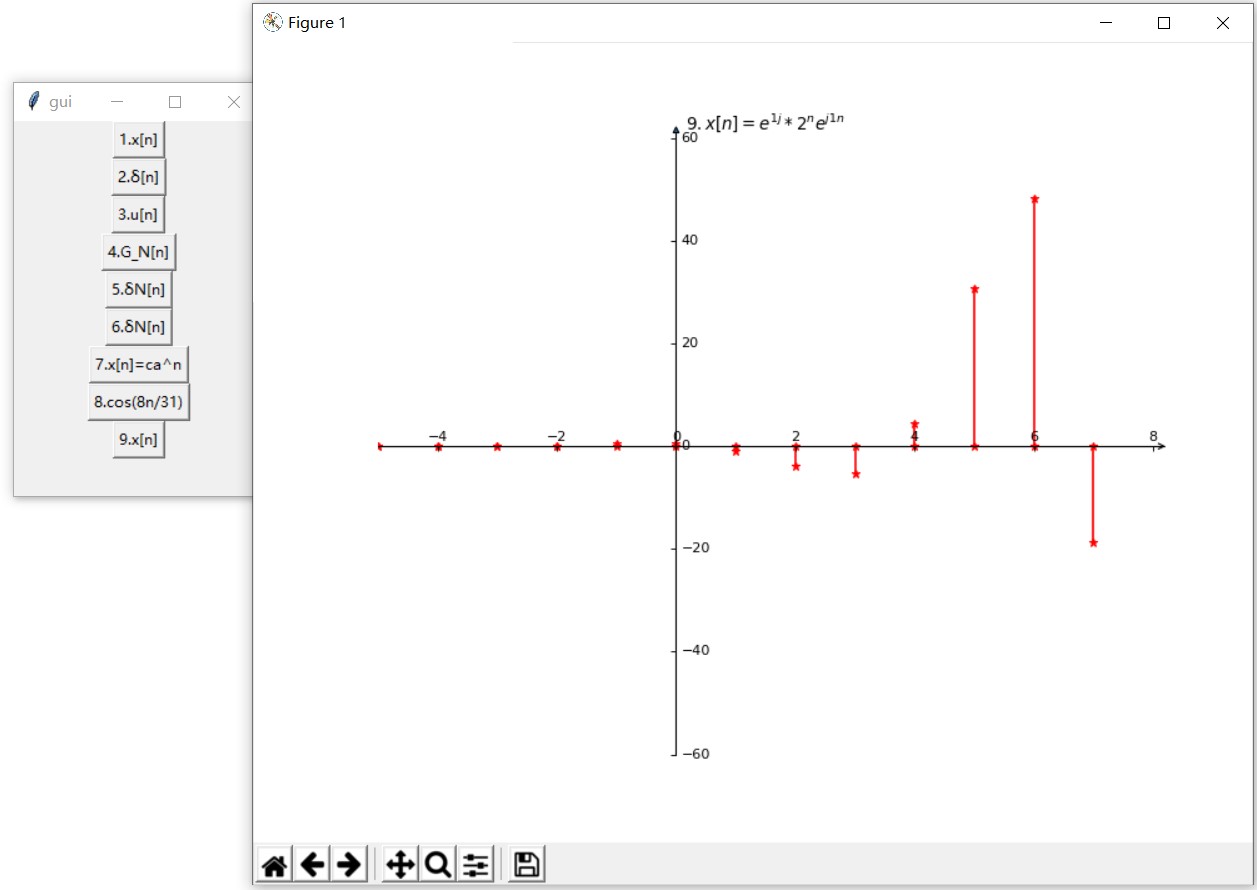 Figure 1
gui
1.x[n]
2.δ[n]
3.u[n]
4.G_N[n]
5.δN[n]
6.δN[n]
7.x[n]=ca^n
8.cos(8n/31)
9.x[n]
9. x[n] = e^{1j} * 2^n e^{j1n}
60
40
20
−4 −2 0 2 4 6 8
0
−20
−40
−60